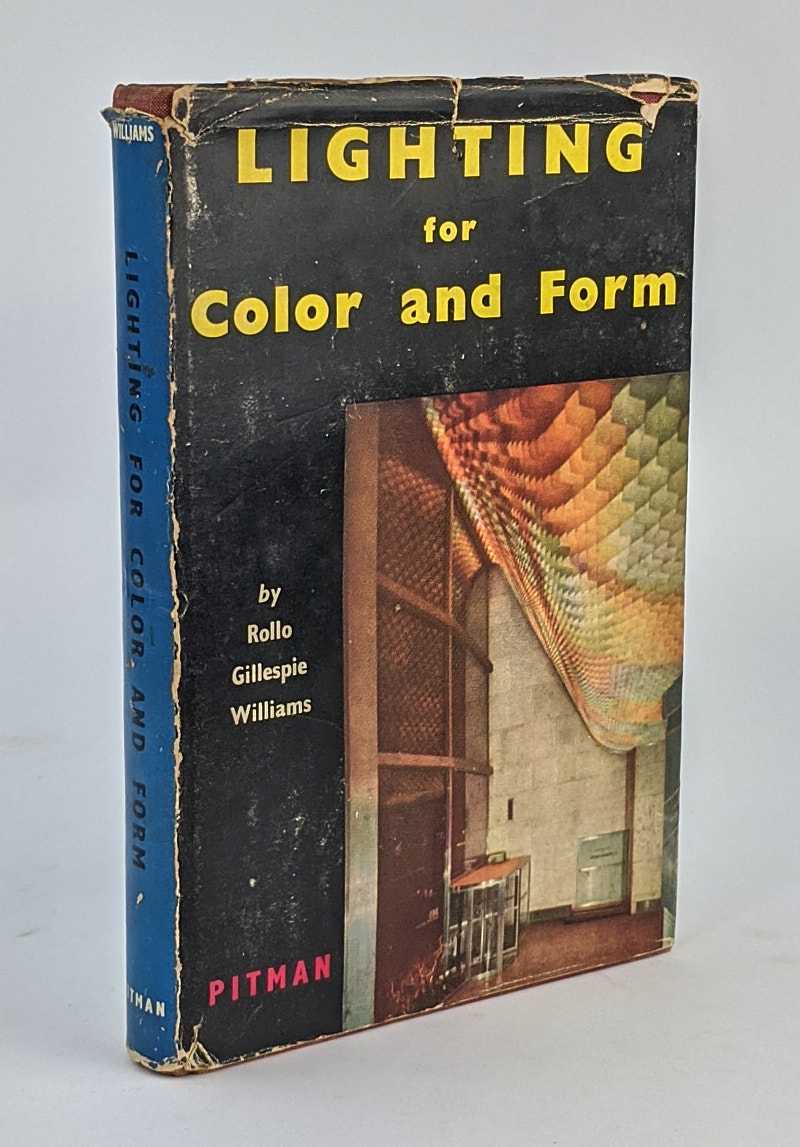 WILLIAMS
LIGHTING FOR COLOR AND FORM
LIGHTING
for
Color and Form
by
Rollo
Gillespie
Williams
PITMAN